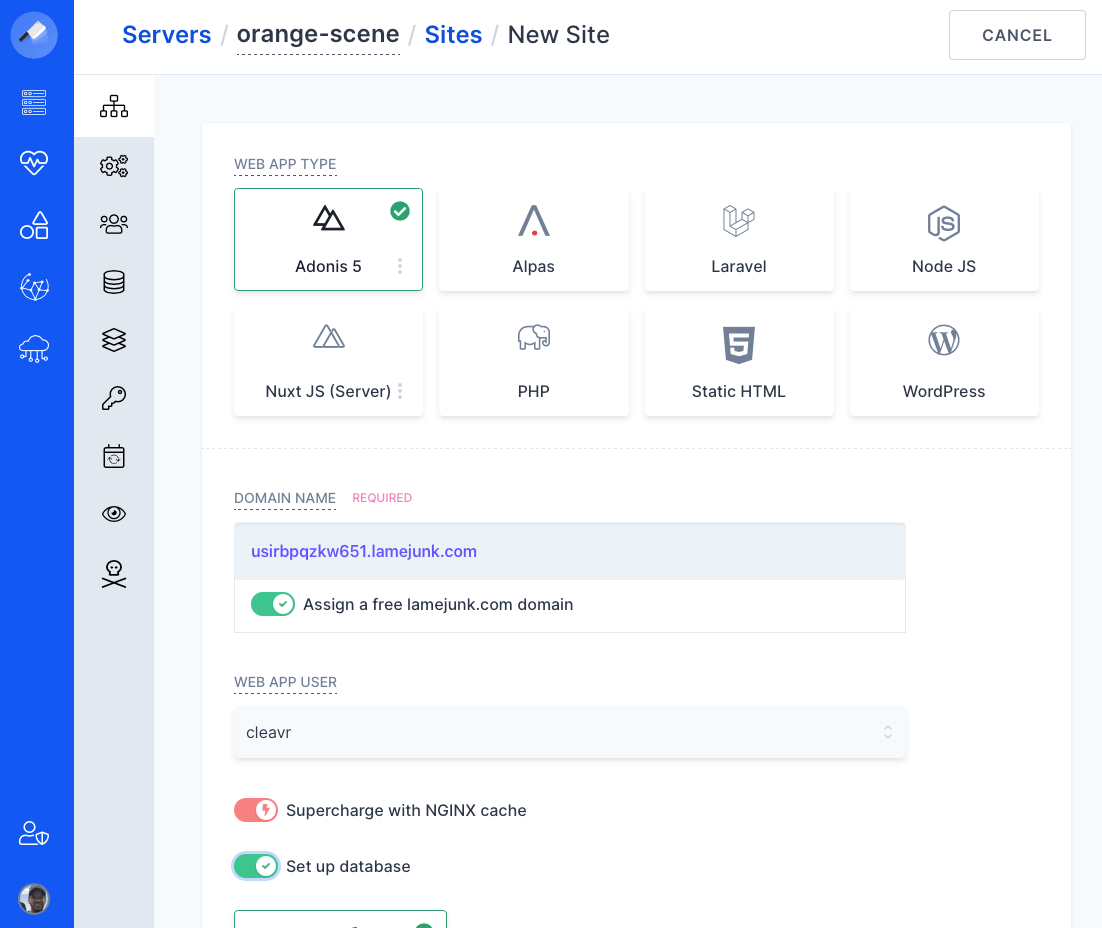 Servers / orange-scene / Sites / New Site
CANCEL
WEB APP TYPE
Adonis 5
Alpas
Laravel
Node JS
Nuxt JS (Server)
PHP
Static HTML
WordPress
DOMAIN NAME REQUIRED
usirbpqzkw651.lamejunk.com
Assign a free lamejunk.com domain
WEB APP USER
cleavr
Supercharge with NGINX cache
Set up database